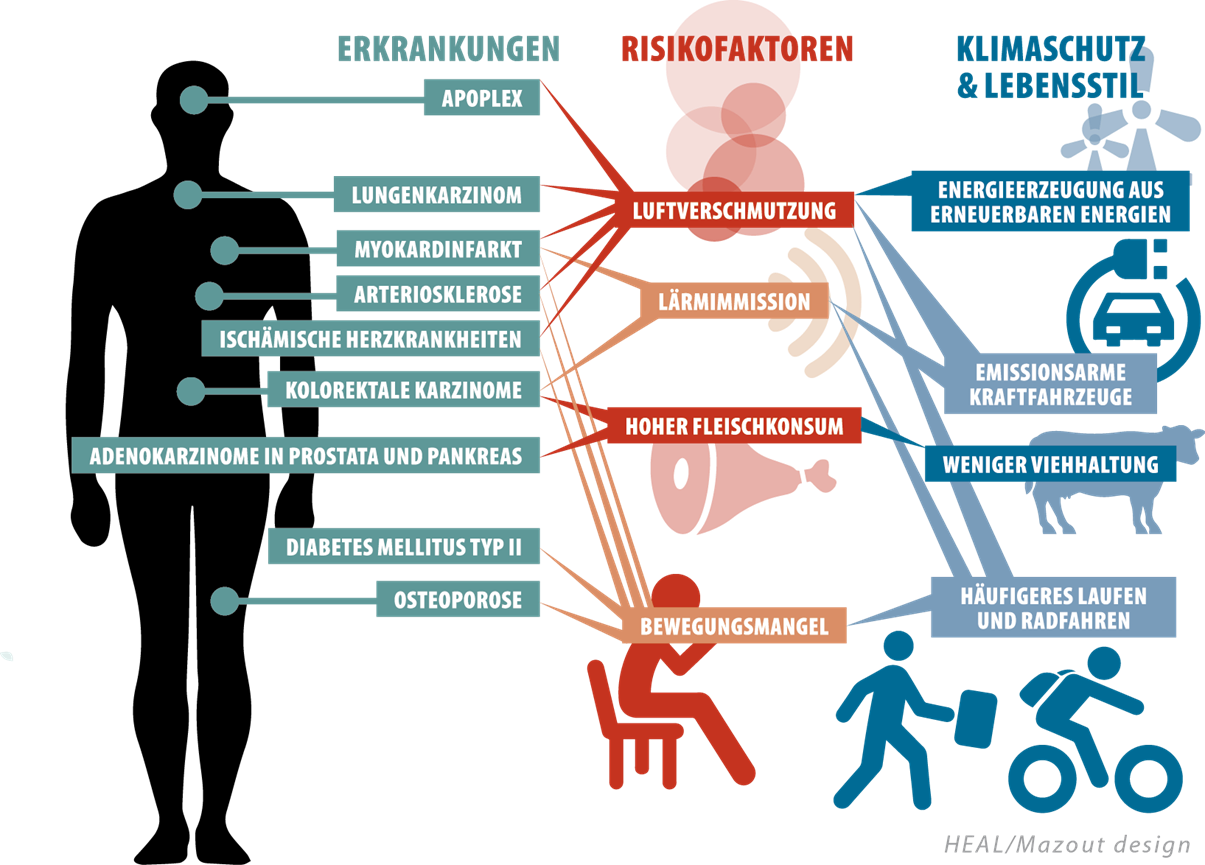 ERKRANKUNGEN
APOPLEX
LUNGENKARZINOM
MYOKARDINFARKT
ARTERIOSKLEROSE
ISCHÄMISCHE HERZKRANKHEITEN
KOLOREKTALE KARZINOME
ADENOKARZINOME IN PROSTATA UND PANKREAS
DIABETES MELLITUS TYP II
OSTEOPOROSE
RISIKOFAKTOREN
LUFTVERSCHMUTZUNG
LÄRMIMMISSION
HOHER FLEISCHKONSUM
BEWEGUNGSMANGEL
KLIMASCHUTZ
& LEBENSSTIL
ENERGIEERZEUGUNG AUS
ERNEUERBAREN ENERGIEN
EMISSIONSARME
KRAFTFAHRZEUGE
WENIGER VIEHHALTUNG
HÄUFIGERES LAUFEN
UND RADFAHREN
HEAL/Mazout design